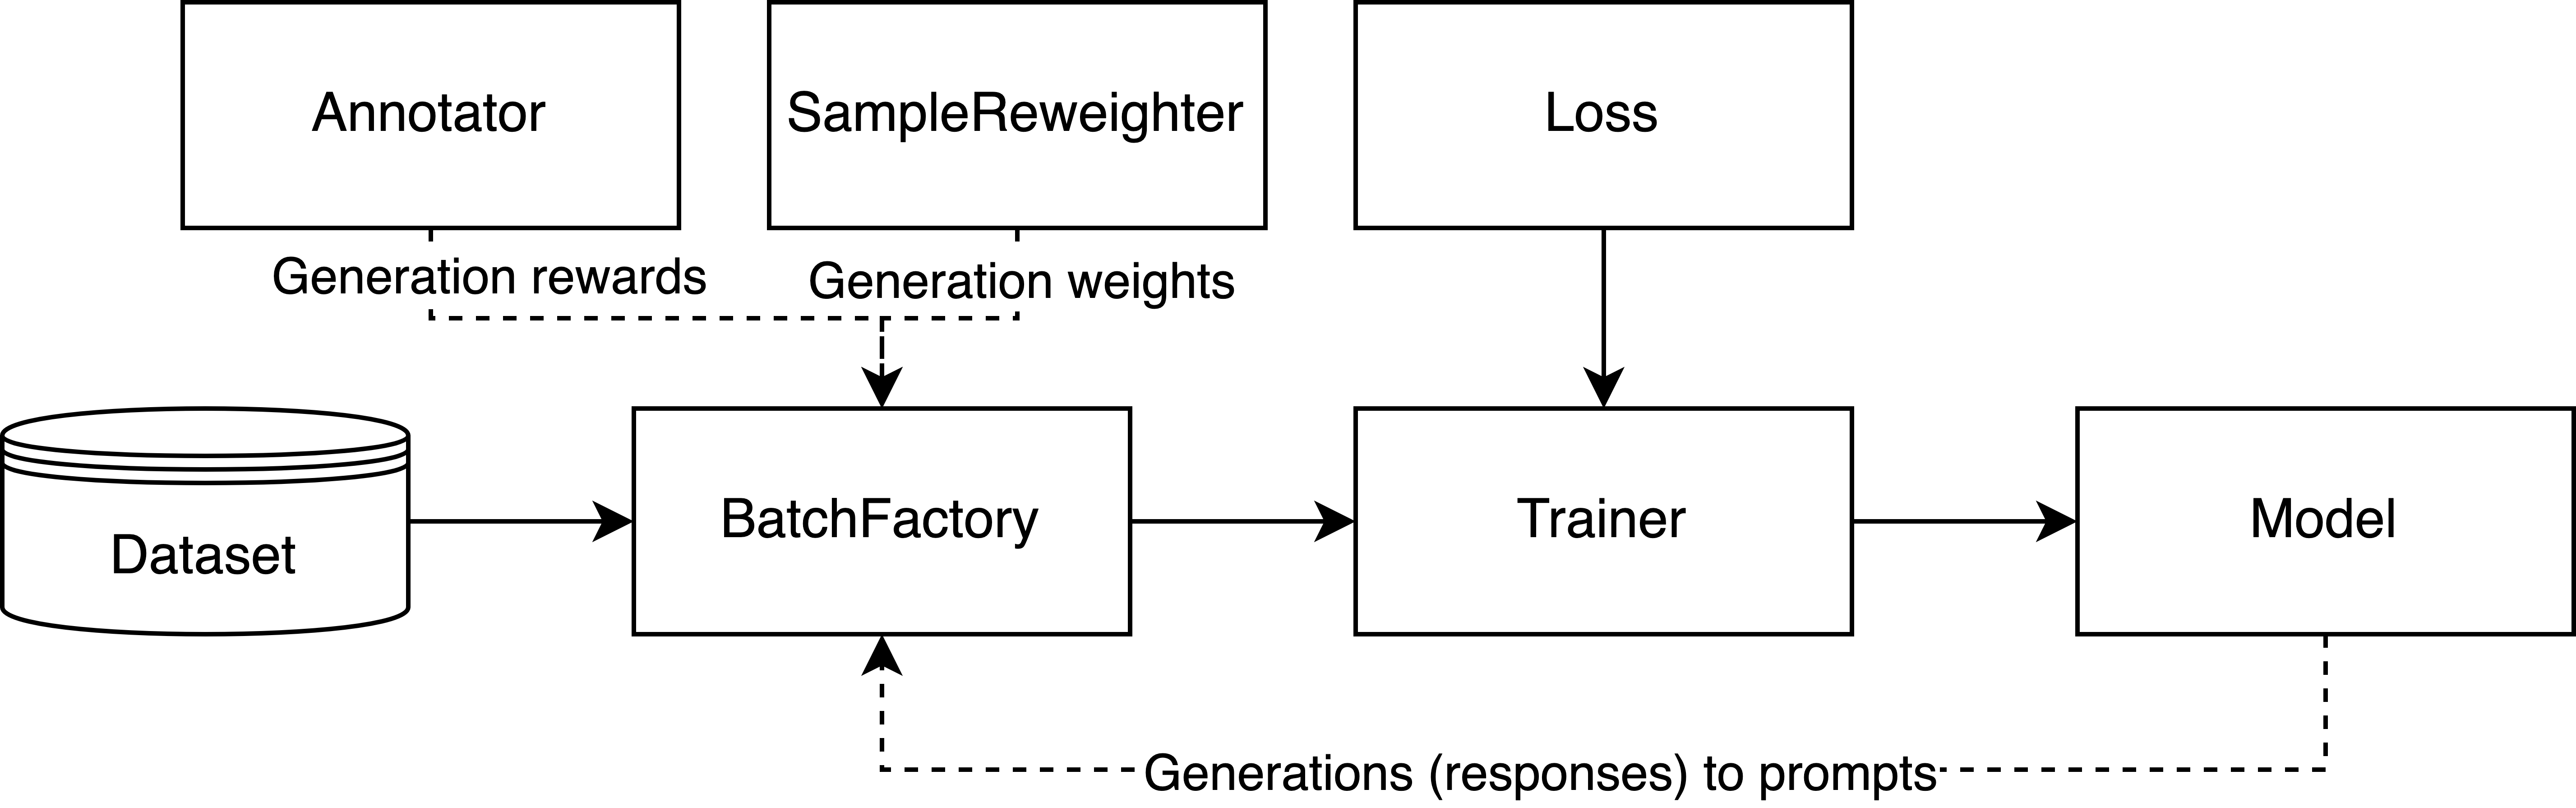 Annotator
SampleReweighter
Loss
Generation rewards
Generation weights
Dataset
BatchFactory
Trainer
Model
Generations (responses) to prompts